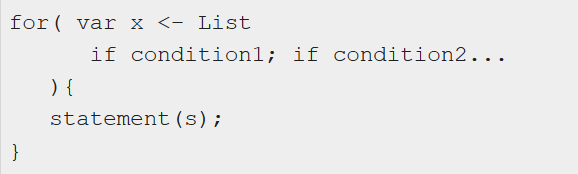 for( var x <- List
if condition1; if condition2...
){
statement(s);
}